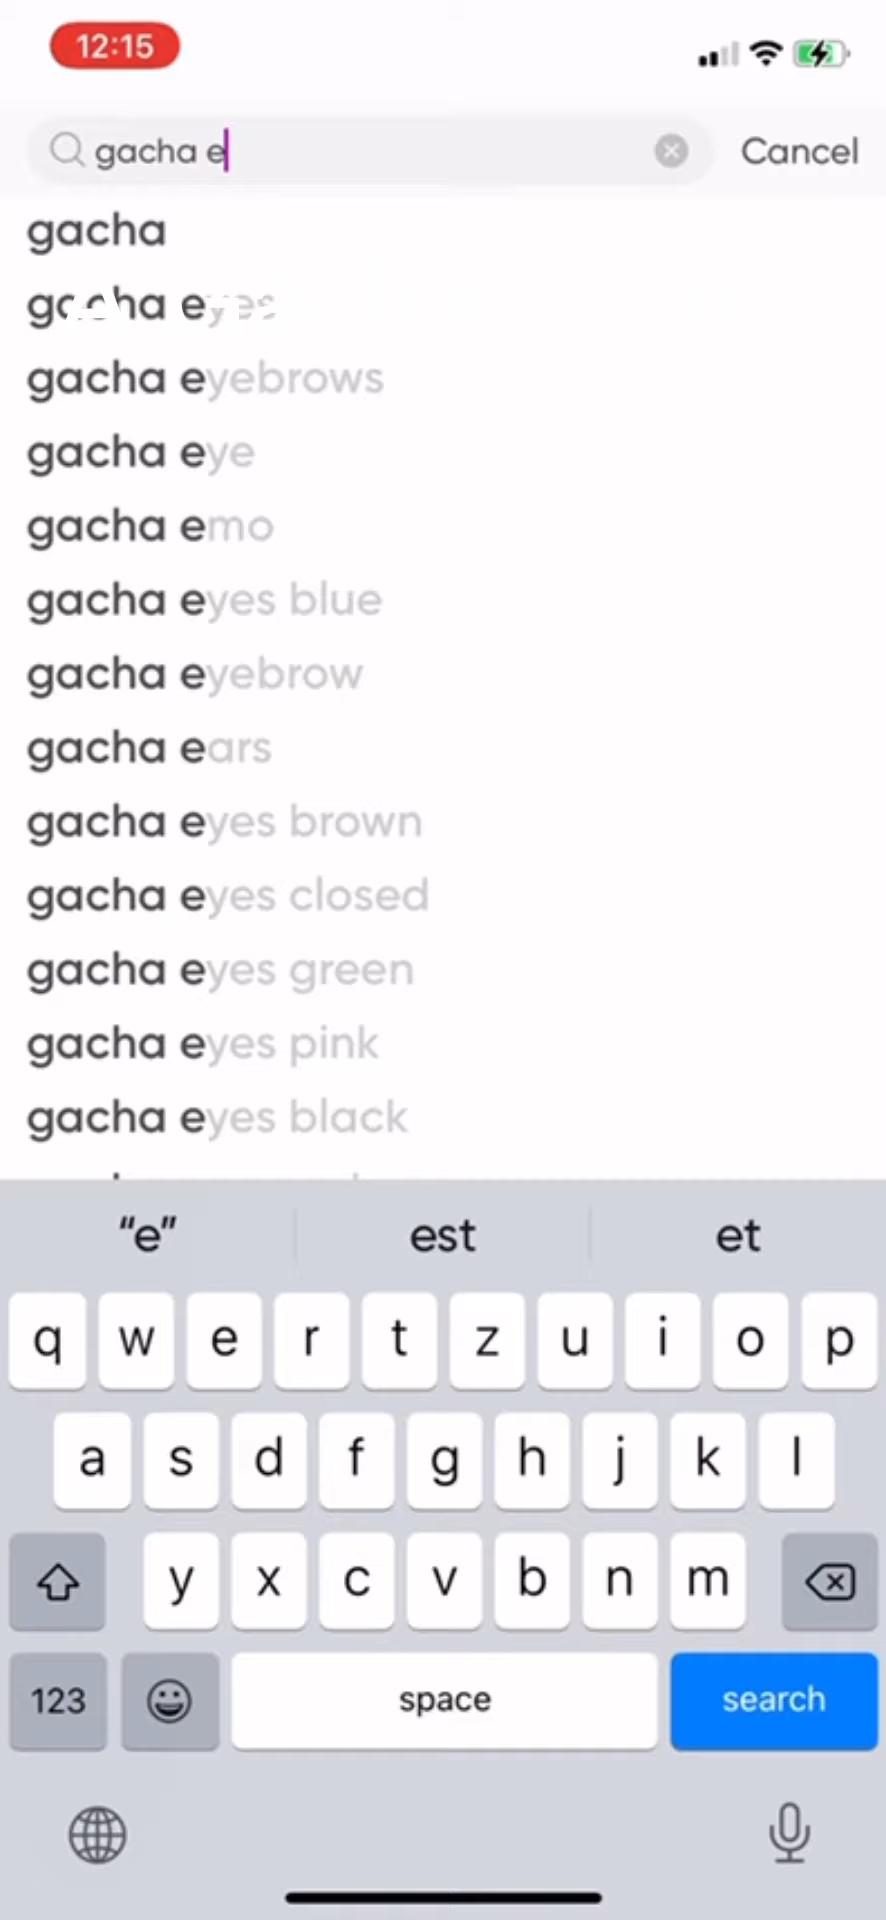 12:15
gacha e
Cancel
gacha
gacha eyes
gacha eyebrows
gacha eye
gacha emo
gacha eyes blue
gacha eyebrow
gacha ears
gacha eyes brown
gacha eyes closed
gacha eyes green
gacha eyes pink
gacha eyes black
“e” est et
q w e r t z u i o p
a s d f g h j k l
y x c v b n m
123 space search